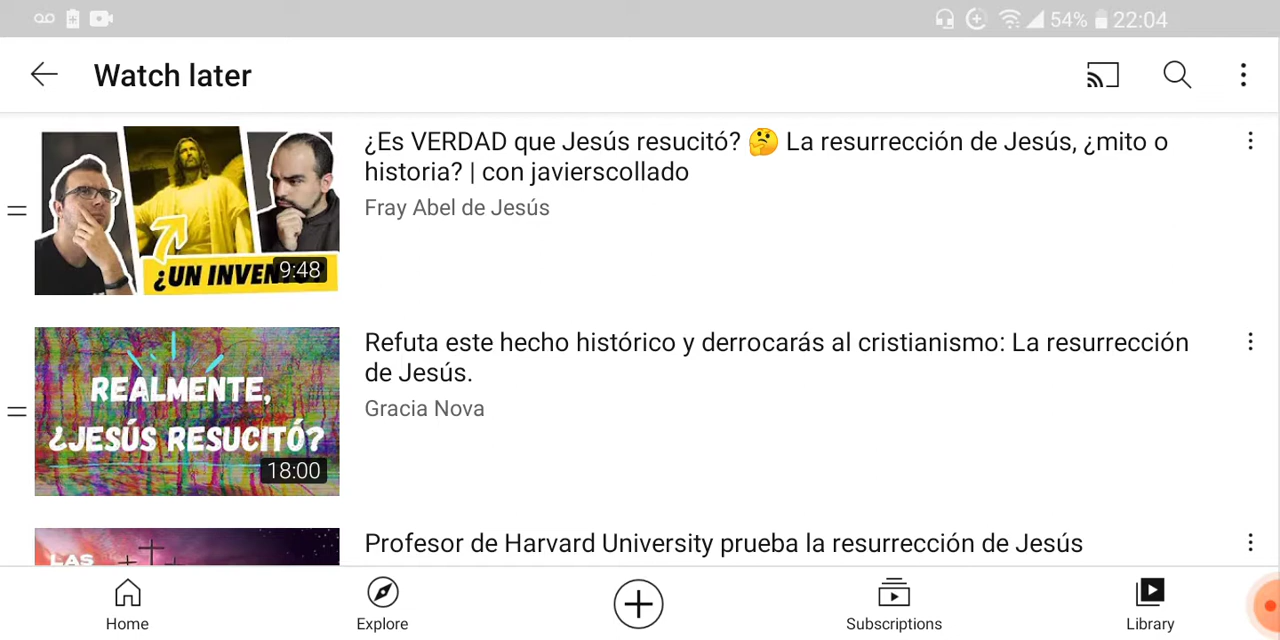 54% 22:04
Watch later
¿Es VERDAD que Jesús resucitó? 🤔 La resurrección de Jesús, ¿mito o
historia? | con javierscollado
Fray Abel de Jesús
¿UN INVEN
9:48
Refuta este hecho histórico y derrocarás al cristianismo: La resurrección
de Jesús.
Gracia Nova
REALMENTE,
¿JESÚS RESUCITÓ?
18:00
Profesor de Harvard University prueba la resurrección de Jesús
LAS
Home
Explore
Subscriptions
Library